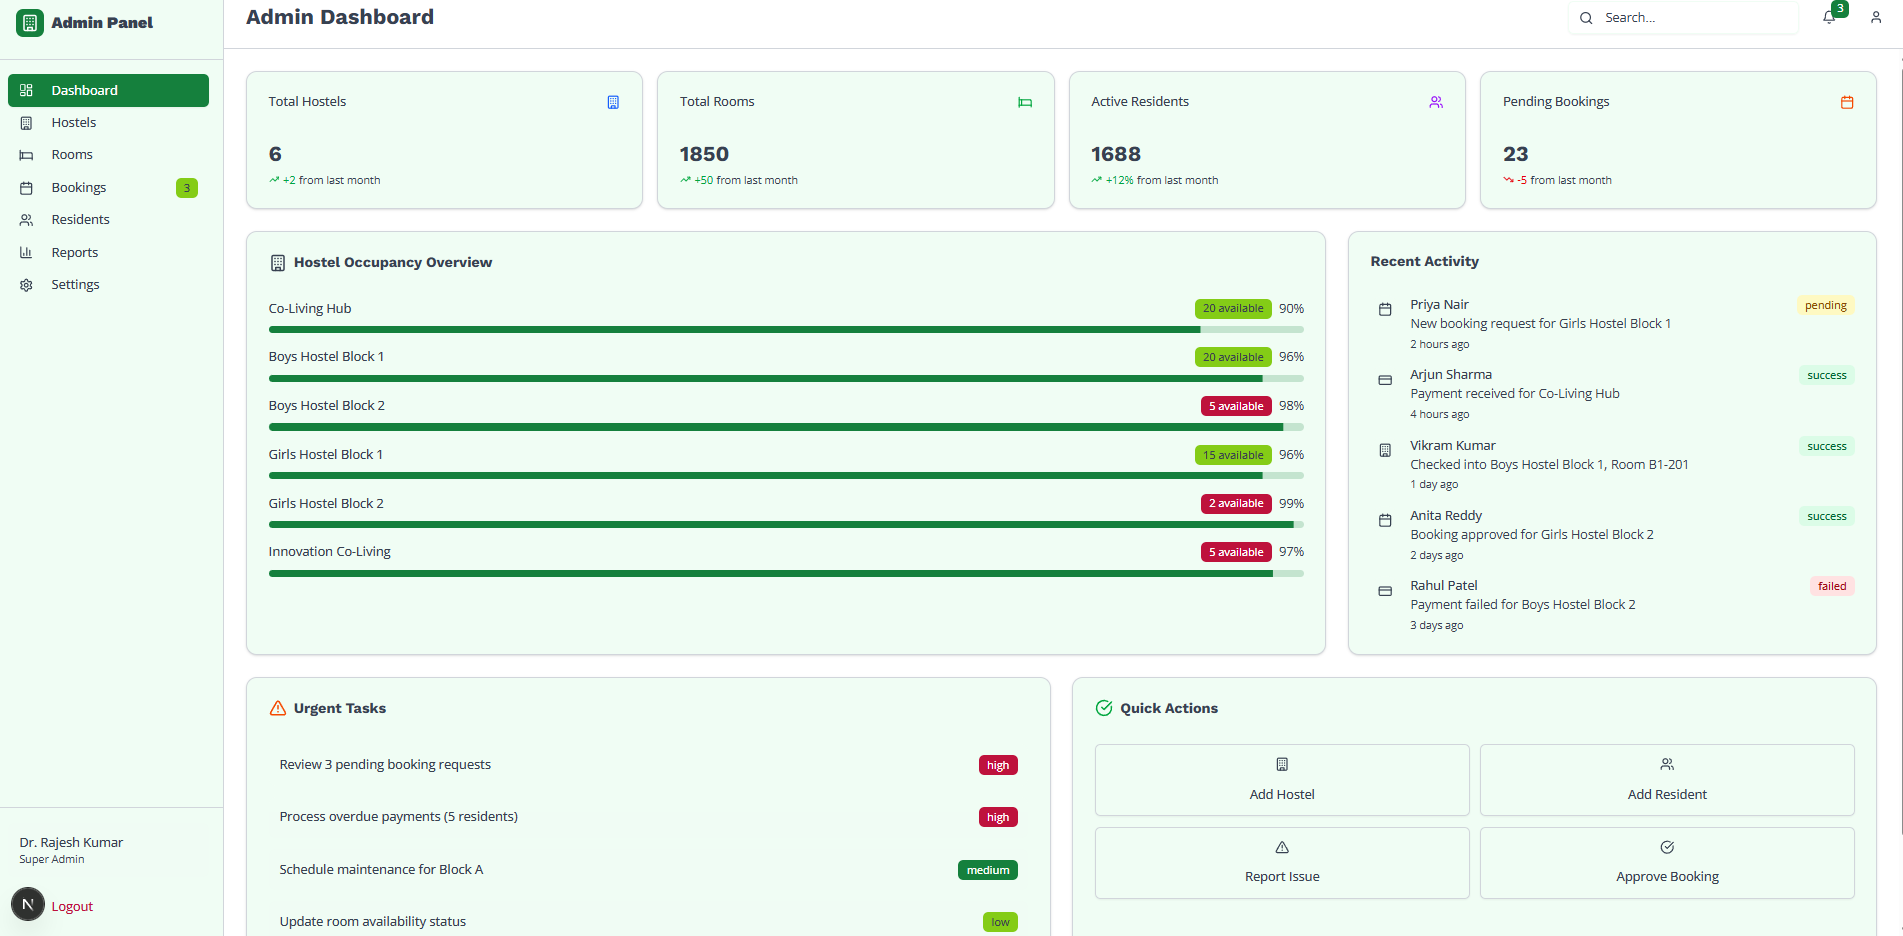 Admin Panel
Dashboard
Hostels
Rooms
Bookings 3
Residents
Reports
Settings
Dr. Rajesh Kumar
Super Admin
N
Logout
Admin Dashboard
Search...
3
Total Hostels
6
+2 from last month
Total Rooms
1850
+50 from last month
Active Residents
1688
+12% from last month
Pending Bookings
23
-5 from last month
Hostel Occupancy Overview
Co-Living Hub 20 available 90%
Boys Hostel Block 1 20 available 96%
Boys Hostel Block 2 5 available 98%
Girls Hostel Block 1 15 available 96%
Girls Hostel Block 2 2 available 99%
Innovation Co-Living 5 available 97%
Recent Activity
Priya Nair pending
New booking request for Girls Hostel Block 1
2 hours ago
Arjun Sharma success
Payment received for Co-Living Hub
4 hours ago
Vikram Kumar success
Checked into Boys Hostel Block 1, Room B1-201
1 day ago
Anita Reddy success
Booking approved for Girls Hostel Block 2
2 days ago
Rahul Patel failed
Payment failed for Boys Hostel Block 2
3 days ago
Urgent Tasks
Review 3 pending booking requests high
Process overdue payments (5 residents) high
Schedule maintenance for Block A medium
Update room availability status low
Quick Actions
Add Hostel
Add Resident
Report Issue
Approve Booking